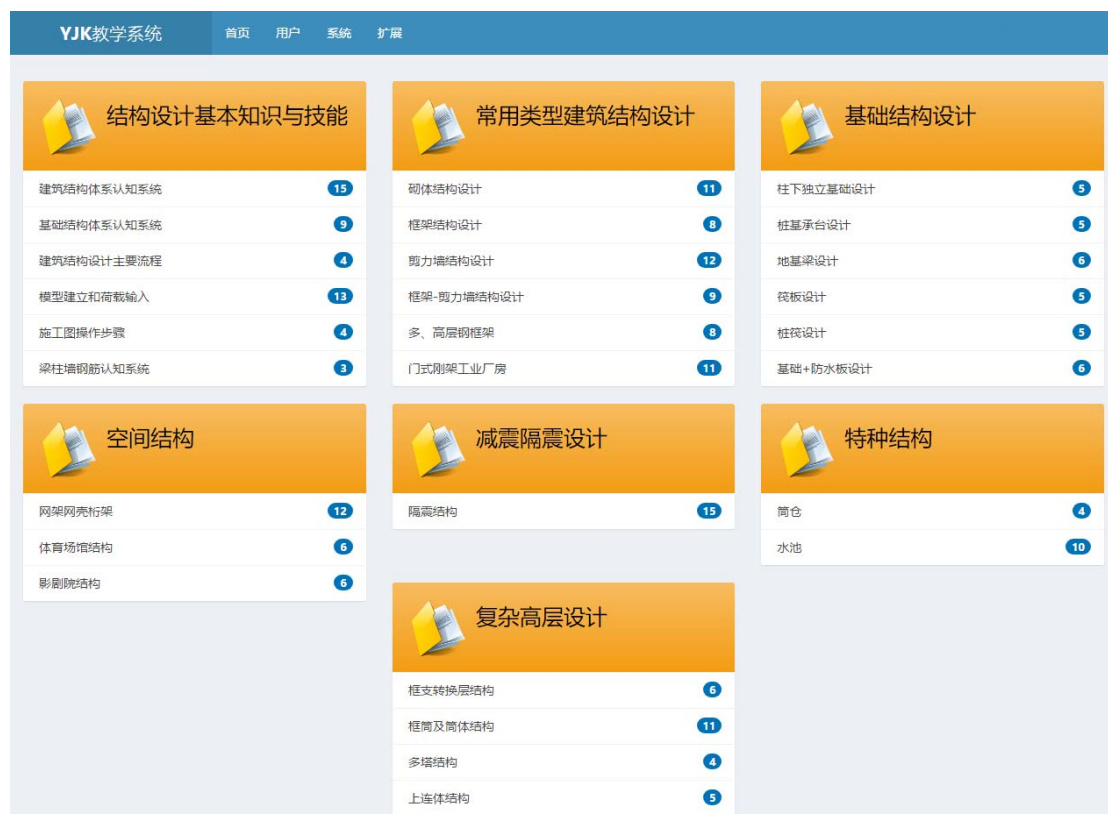 YJK教学系统 首页 用户 系统 扩展
结构设计基本知识与技能
建筑结构体系认知系统 15
基础结构体系认知系统 9
建筑结构设计主要流程 4
模型建立和荷载输入 13
施工图操作步骤 4
梁柱墙钢筋认知系统 3
常用类型建筑结构设计
砌体结构设计 11
框架结构设计 8
剪力墙结构设计 12
框架-剪力墙结构设计 9
多、高层钢框架 8
门式刚架工业厂房 11
基础结构设计
柱下独立基础设计 5
桩基承台设计 5
地基梁设计 6
筏板设计 5
桩筏设计 5
基础+防水板设计 6
空间结构
网架网壳桁架 12
体育场馆结构 6
影剧院结构 6
减震隔震设计
隔震结构 15
特种结构
筒仓 4
水池 10
复杂高层设计
框支转换层结构 6
框筒及筒体结构 11
多塔结构 4
上连体结构 5